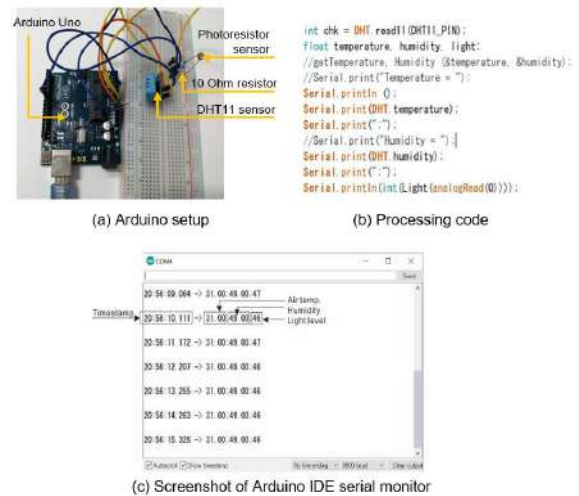 Arduino Uno
Photoresistor
sensor
10 Ohm resistor
DHT11 sensor
(a) Arduino setup
int chk = DHT.read11(DHT11_PIN);
float temperature, humidity, light;
//getTemperature, Humidity (&temperature, &humidity);
//Serial.print("Temperature = ");
Serial.println ();
Serial.print(DHT.temperature);
Serial.print(";");
//Serial.print("Humidity = ");
Serial.print(DHT.humidity);
Serial.print(";");
Serial.println(int(Light(analogRead(0))));
(b) Processing code
COM4
Send
20:56:09.064 -> 31.00;49.00;47
Timestamp
Air temp.
Humidity
Light level
20:56:10.111 -> 31.00;49.00;46
20:56:11.112 -> 31.00;49.00;47
20:56:12.207 -> 31.00;49.00;46
20:56:13.255 -> 31.00;49.00;46
20:56:14.263 -> 31.00;49.00;46
20:56:15.326 -> 31.00;49.00;46
Autoscroll Show timestamp
No line ending 9600 baud Clear output
(c) Screenshot of Arduino IDE serial monitor